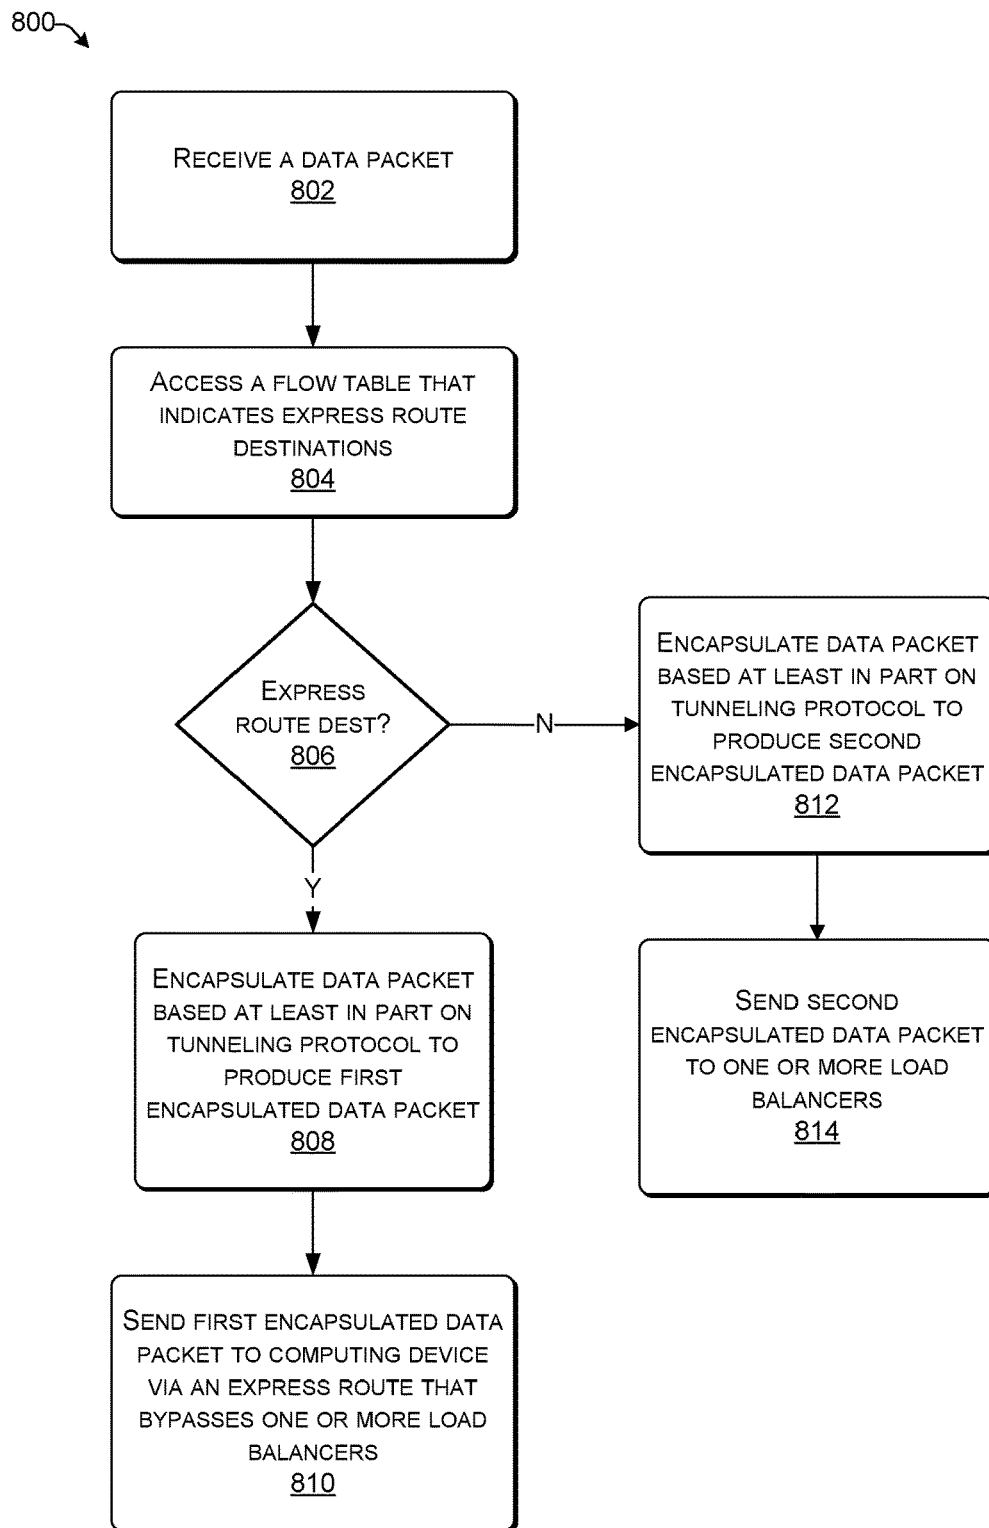 800
RECEIVE A DATA PACKET
802
ACCESS A FLOW TABLE THAT
INDICATES EXPRESS ROUTE
DESTINATIONS
804
EXPRESS
ROUTE DEST?
806
N
Y
ENCAPSULATE DATA PACKET
BASED AT LEAST IN PART ON
TUNNELING PROTOCOL TO
PRODUCE FIRST
ENCAPSULATED DATA PACKET
808
SEND FIRST ENCAPSULATED DATA
PACKET TO COMPUTING DEVICE
VIA AN EXPRESS ROUTE THAT
BYPASSES ONE OR MORE LOAD
BALANCERS
810
ENCAPSULATE DATA PACKET
BASED AT LEAST IN PART ON
TUNNELING PROTOCOL TO
PRODUCE SECOND
ENCAPSULATED DATA PACKET
812
SEND SECOND
ENCAPSULATED DATA PACKET
TO ONE OR MORE LOAD
BALANCERS
814